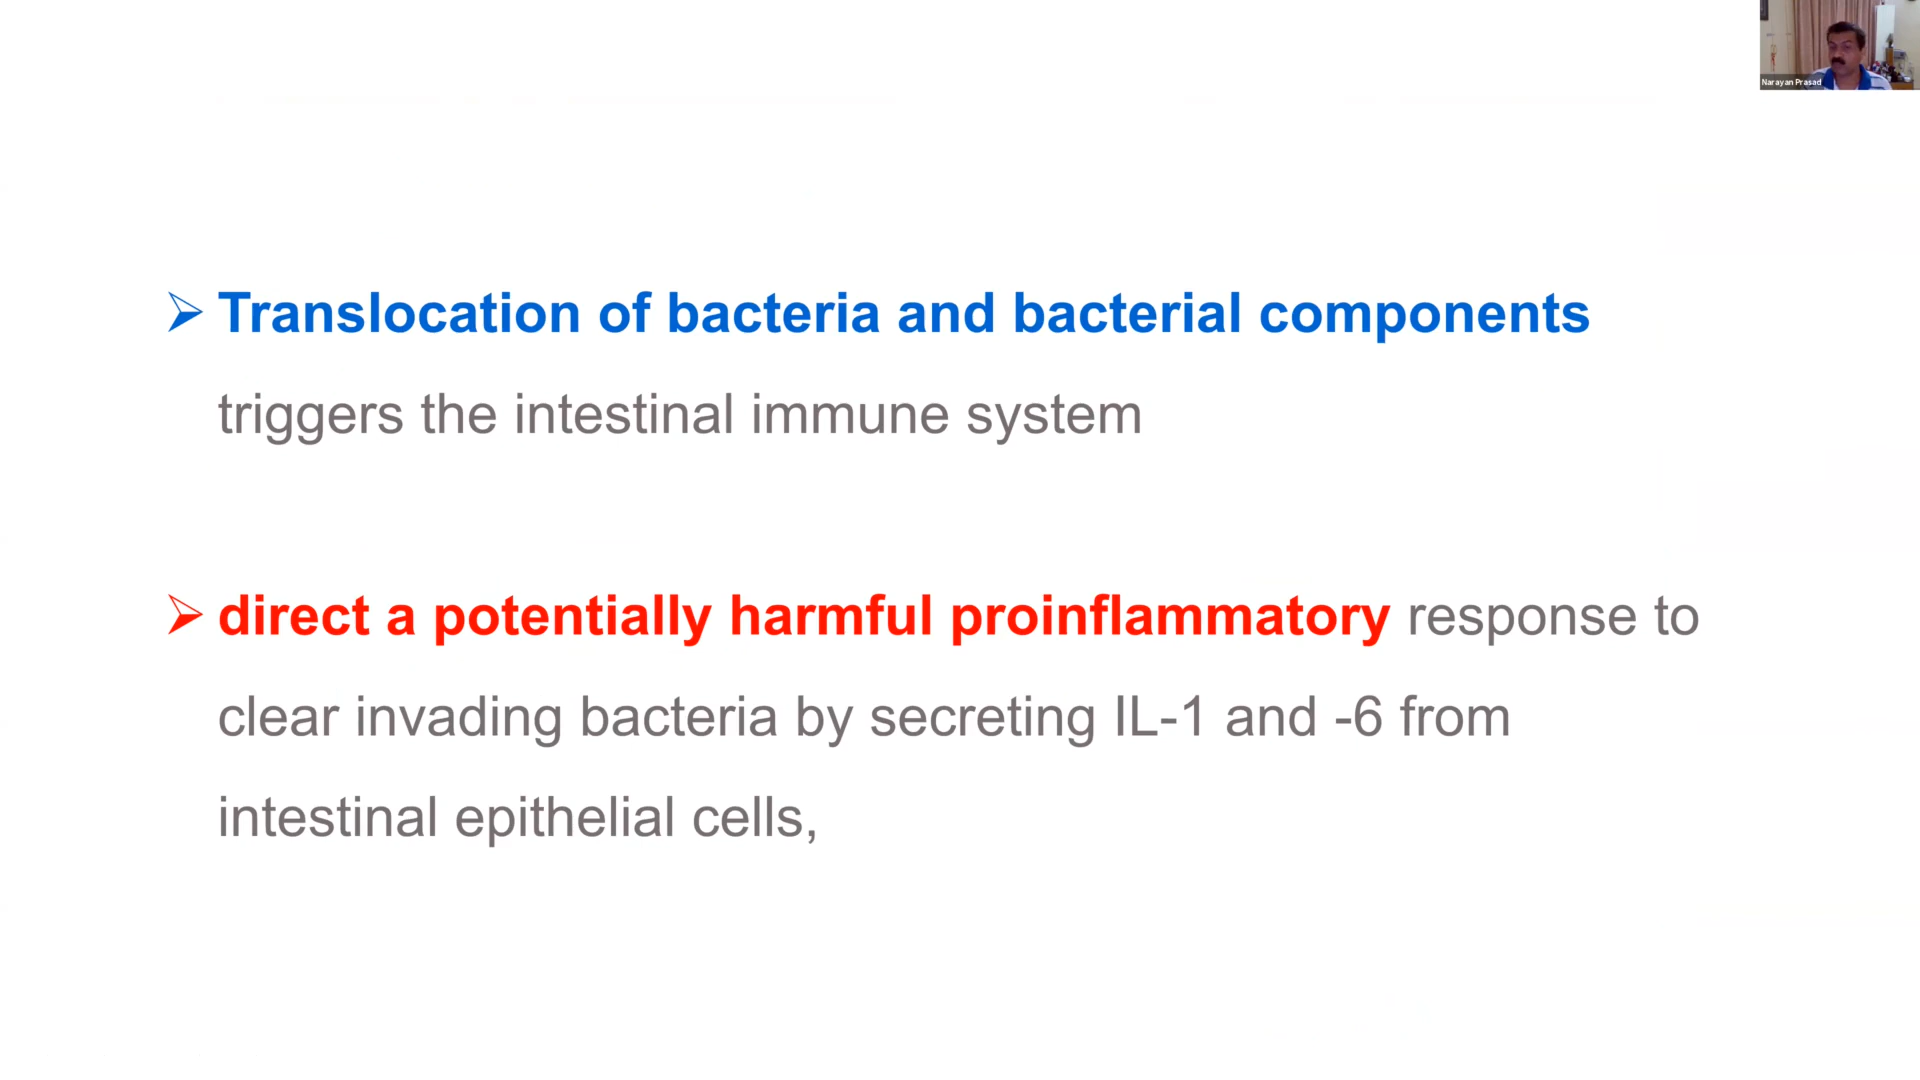 Narayan Prasad
Translocation of bacteria and bacterial components
triggers the intestinal immune system
direct a potentially harmful proinflammatory response to
clear invading bacteria by secreting IL-1 and -6 from
intestinal epithelial cells,